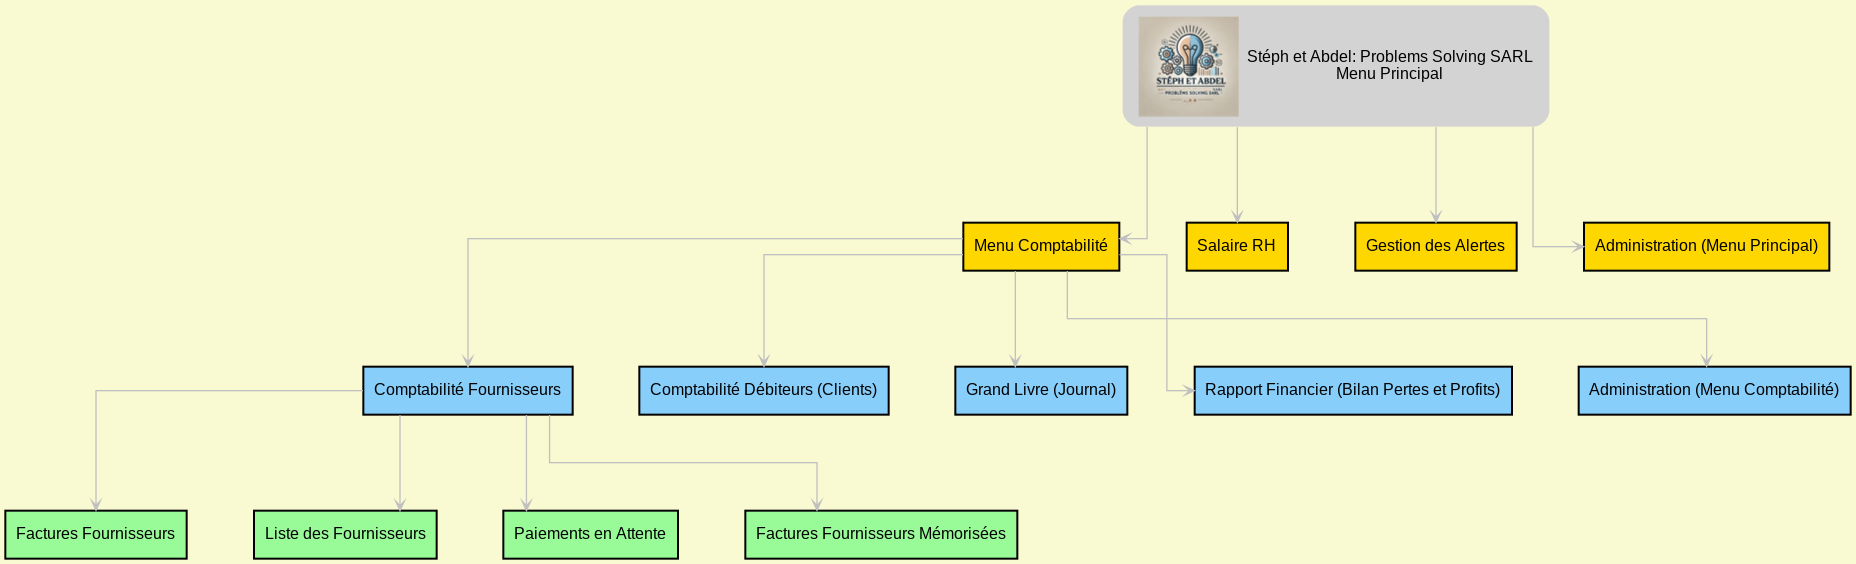 STÉPH ET ABDEL
SARL
PROBLÈMS SOLVING SARL
Stéph et Abdel: Problems Solving SARL
Menu Principal
Menu Comptabilité
Salaire RH
Gestion des Alertes
Administration (Menu Principal)
Comptabilité Fournisseurs
Comptabilité Débiteurs (Clients)
Grand Livre (Journal)
Rapport Financier (Bilan Pertes et Profits)
Administration (Menu Comptabilité)
Factures Fournisseurs
Liste des Fournisseurs
Paiements en Attente
Factures Fournisseurs Mémorisées